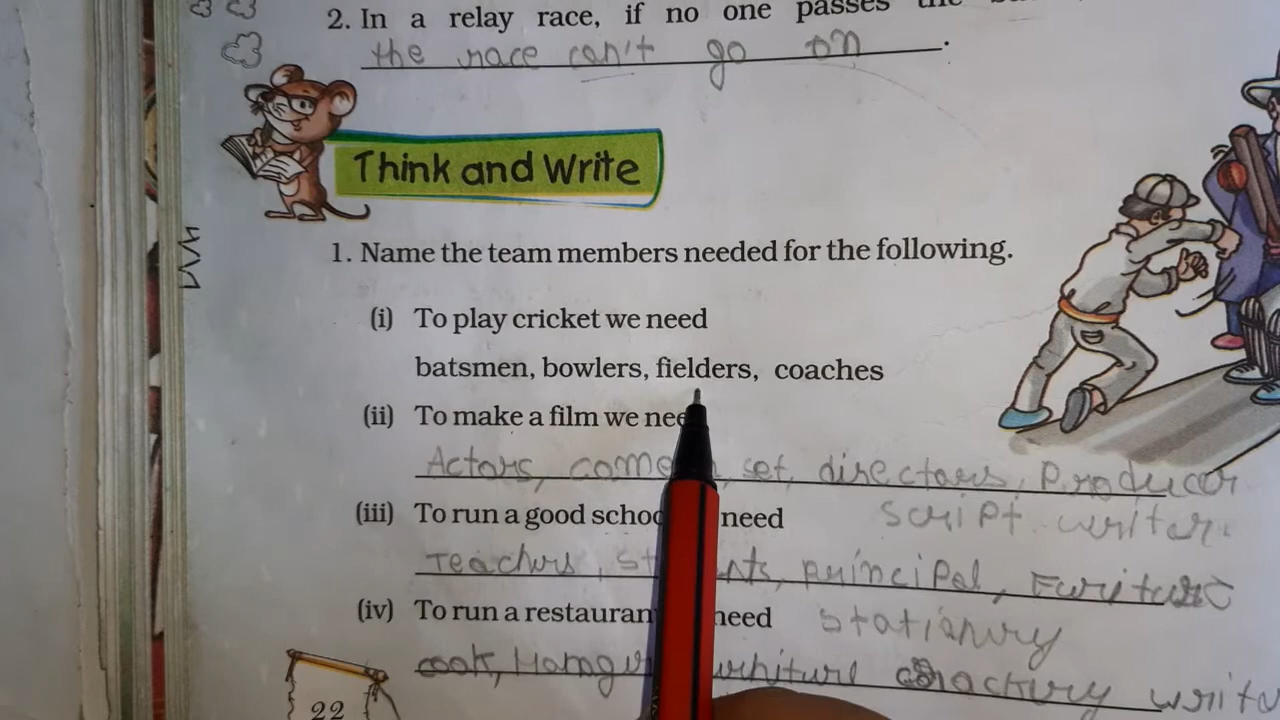 2. In a relay race, if no one passes the
the race can't go on.
Think and Write
1. Name the team members needed for the following.
(i) To play cricket we need
batsmen, bowlers, fielders, coaches
(ii) To make a film we nee
Actors, set, directors, Producer
(iii) To run a good schoo need
script writer.
Teachers, principal,
(iv) To run a restauran need
cook,
22